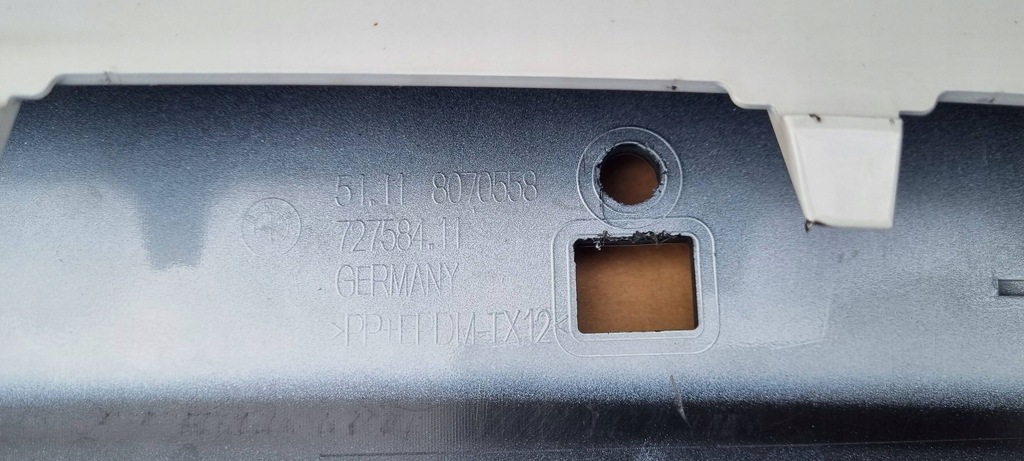 51.11 8070558
727584.11
GERMANY
>PP+EPDM-TX12<